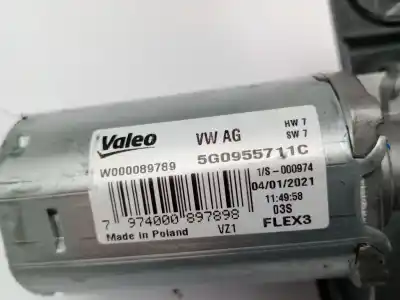 Valeo VW AG HW 7
SW 7
W000089789 5G0955711C
1/S-000974
04/01/2021
11:49:58
7 974000 897898 03S
Made in Poland VZ1 FLEX3